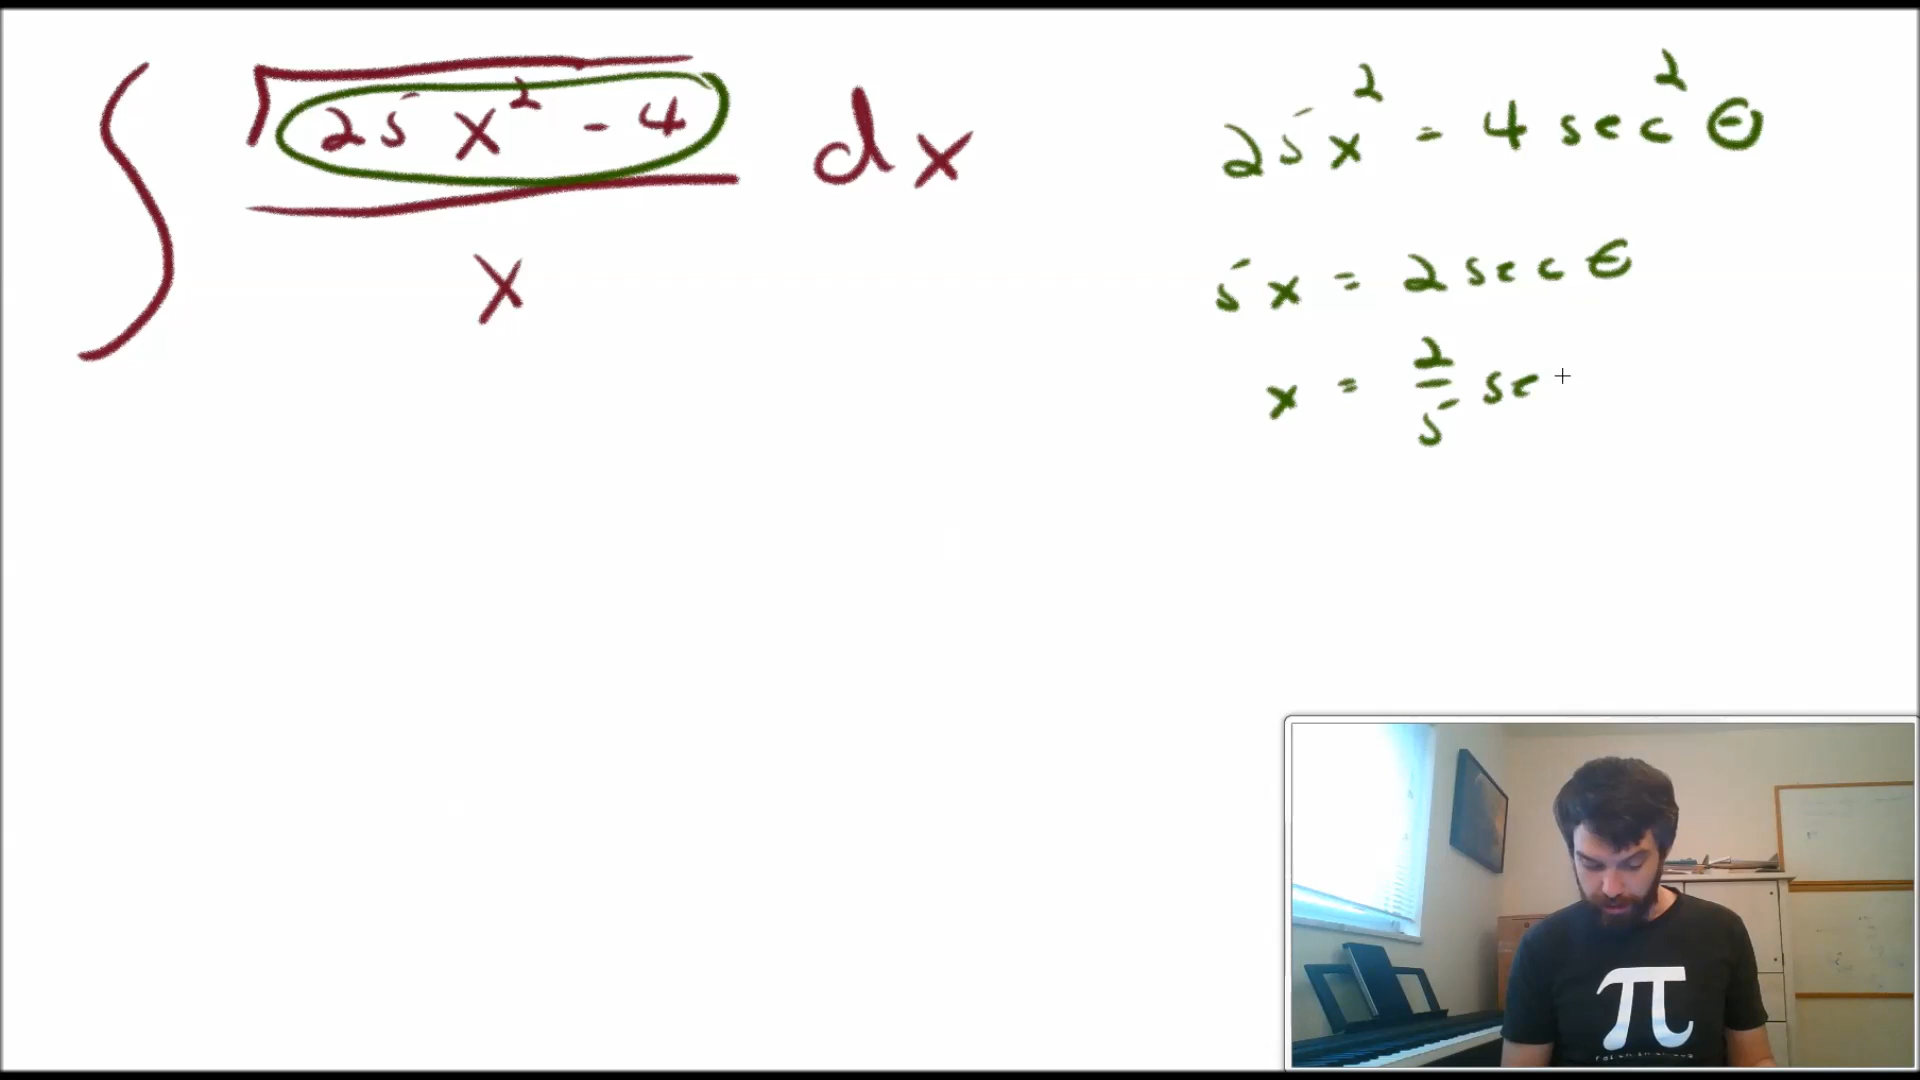 ∫ √(25x² - 4) / x dx
25x² = 4 sec² θ
5x = 2 sec θ
x = 2/5 se
π